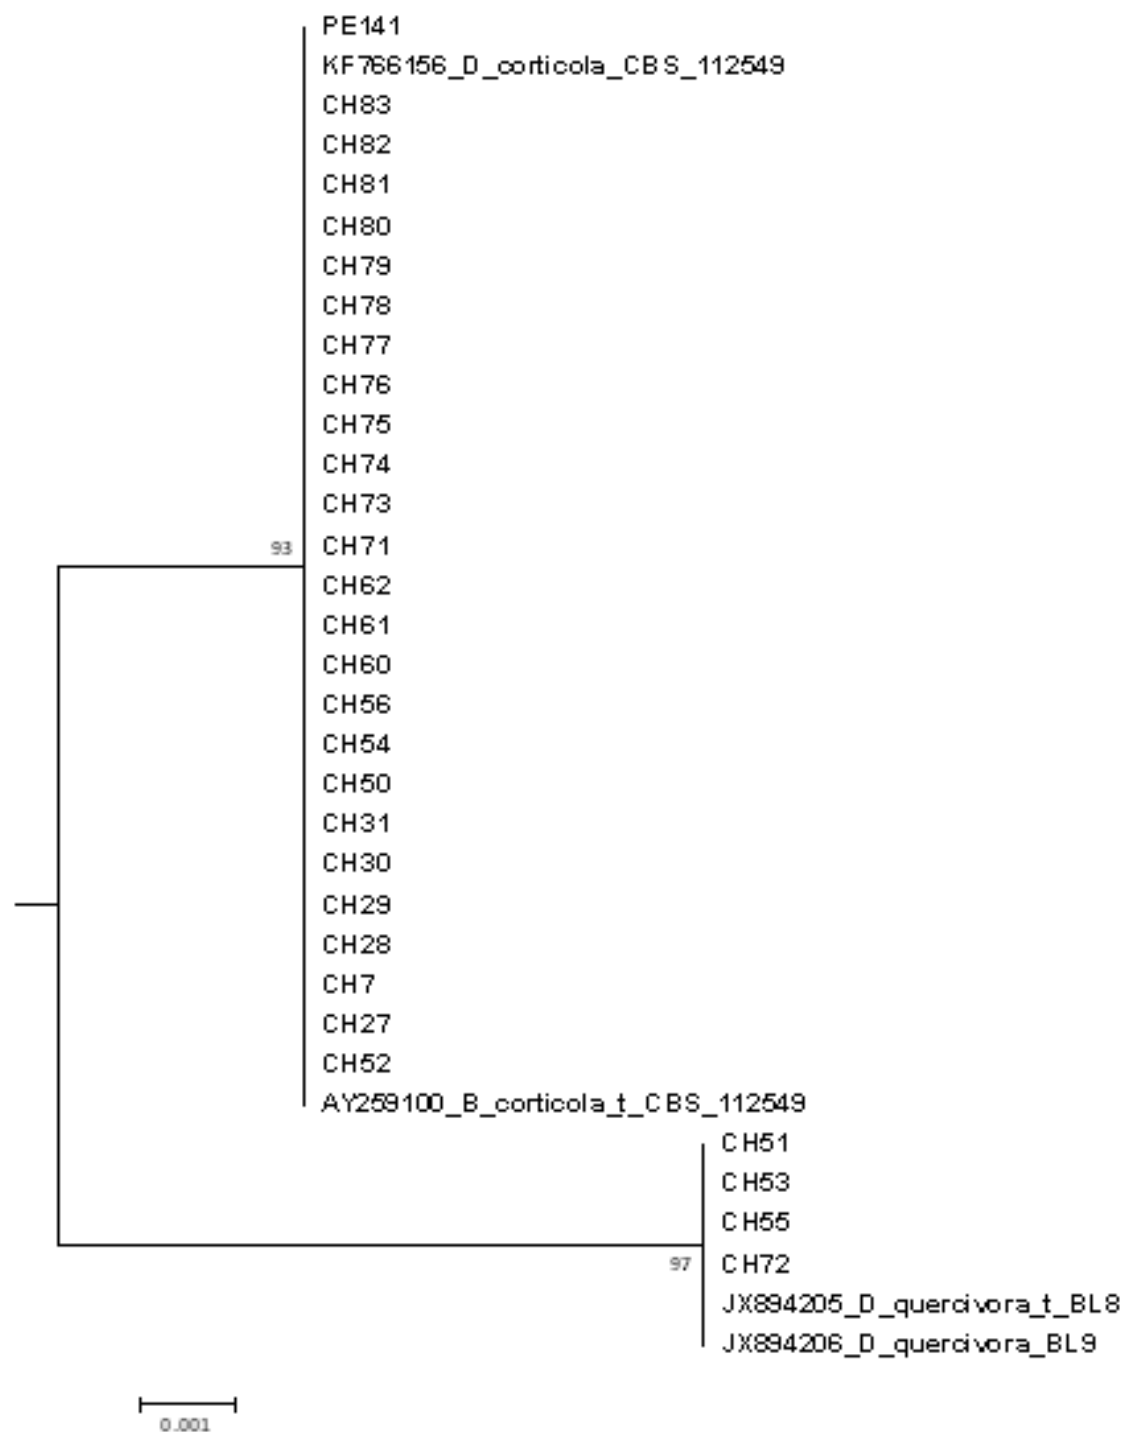 PE141
KF766156_D_corticola_CBS_112549
CH83
CH82
CH81
CH80
CH79
CH78
CH77
CH76
CH75
CH74
CH73
93
CH71
CH62
CH61
CH60
CH56
CH54
CH50
CH31
CH30
CH29
CH28
CH7
CH27
CH52
AY259100_B_corticola_t_CBS_112549
CH51
CH53
CH55
97
CH72
JX894205_D_quercivora_t_BL8
JX894206_D_quercivora_BL9
0.001